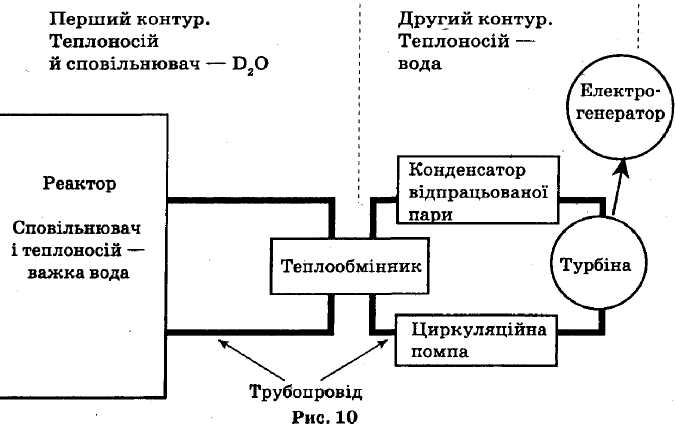 Перший контур.
Теплоносій
й сповільнювач — D₂O
Другий контур.
Теплоносій —
вода
Електро-
генератор
Реактор
Сповільнювач
і теплоносій —
важка вода
Конденсатор
відпрацьованої
пари
Теплообмінник
Турбіна
Циркуляційна
помпа
Трубопровід
Рис. 10